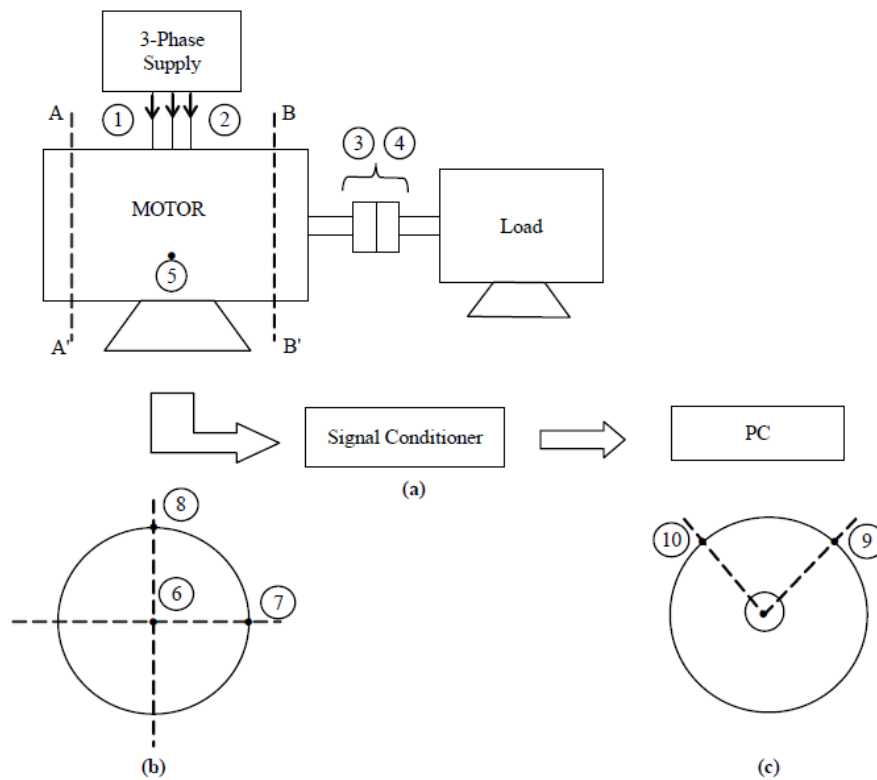 3-Phase
Supply
A
1
2
B
3
4
MOTOR
Load
5
A'
B'
Signal Conditioner
PC
(a)
8
10
9
6
7
(b)
(c)